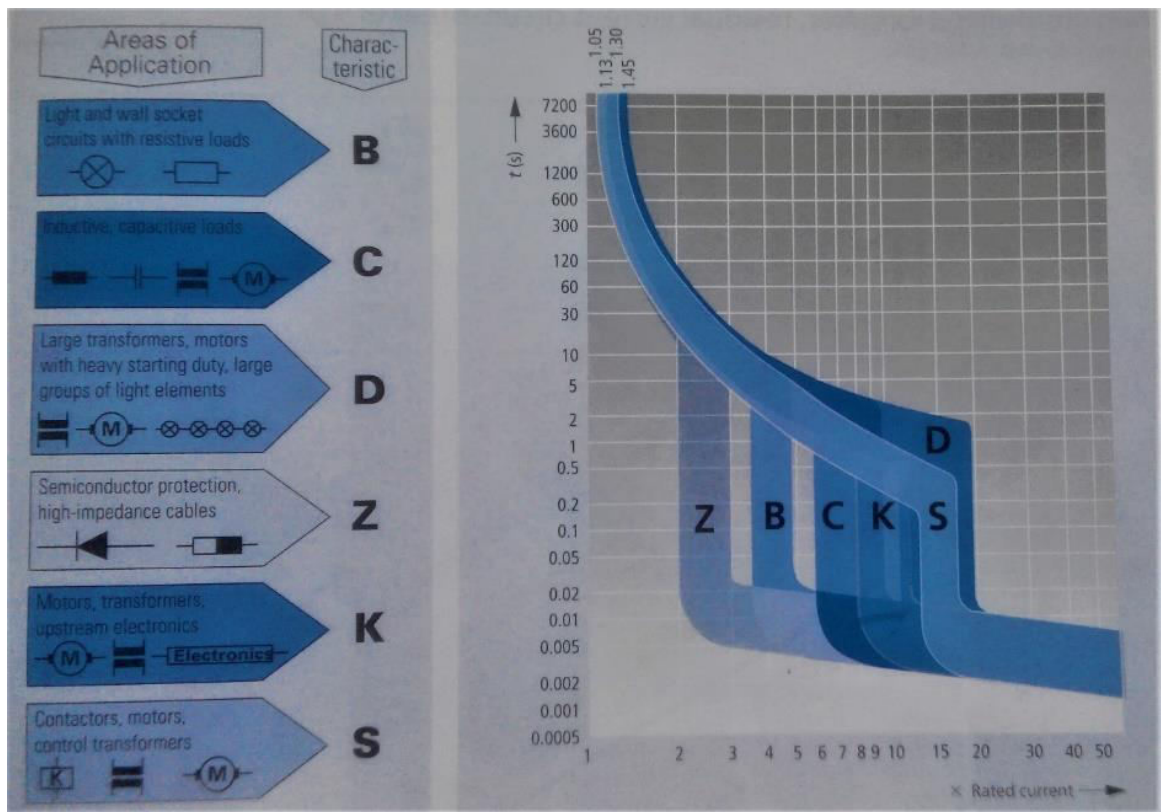 Areas of
Application
Charac-
teristic
Light and wall socket
circuits with resistive loads
B
Inductive, capacitive loads
M
C
Large transformers, motors
with heavy starting duty, large
groups of light elements
M
D
Semiconductor protection,
high-impedance cables
Z
Motors, transformers,
upstream electronics
M
Electronics
K
Contactors, motors,
control transformers
K
M
S
1.05
1.30
1.13
1.45
t (s)
7200
3600
1200
600
300
120
60
30
10
5
2
1
0.5
0.2
0.1
0.05
0.02
0.01
0.005
0.002
0.001
0.0005
D
Z B C K S
1 2 3 4 5 6 7 8 9 10 15 20 30 40 50
× Rated current